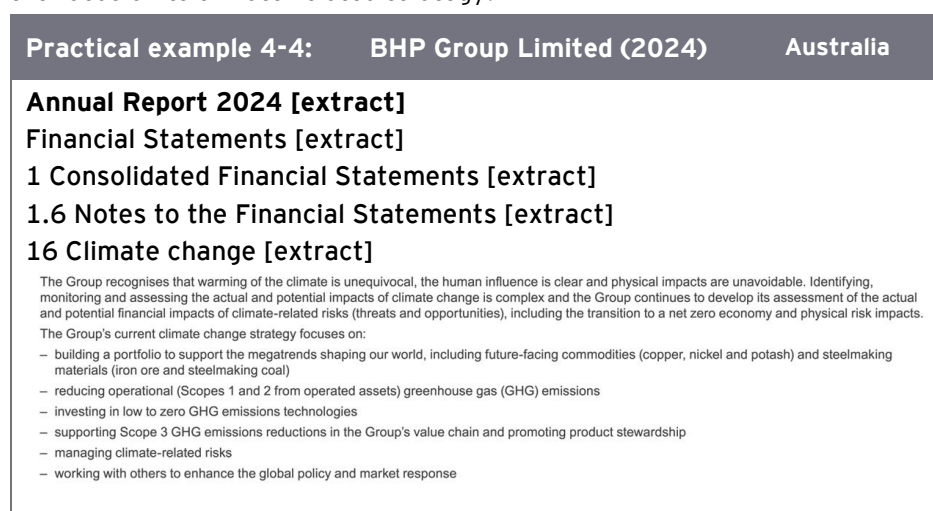 Practical example 4-4: BHP Group Limited (2024) Australia
Annual Report 2024 [extract]
Financial Statements [extract]
1 Consolidated Financial Statements [extract]
1.6 Notes to the Financial Statements [extract]
16 Climate change [extract]
The Group recognises that warming of the climate is unequivocal, the human influence is clear and physical impacts are unavoidable. Identifying,
monitoring and assessing the actual and potential impacts of climate change is complex and the Group continues to develop its assessment of the actual
and potential financial impacts of climate-related risks (threats and opportunities), including the transition to a net zero economy and physical risk impacts.
The Group's current climate change strategy focuses on:
– building a portfolio to support the megatrends shaping our world, including future-facing commodities (copper, nickel and potash) and steelmaking
materials (iron ore and steelmaking coal)
– reducing operational (Scopes 1 and 2 from operated assets) greenhouse gas (GHG) emissions
– investing in low to zero GHG emissions technologies
– supporting Scope 3 GHG emissions reductions in the Group's value chain and promoting product stewardship
– managing climate-related risks
– working with others to enhance the global policy and market response